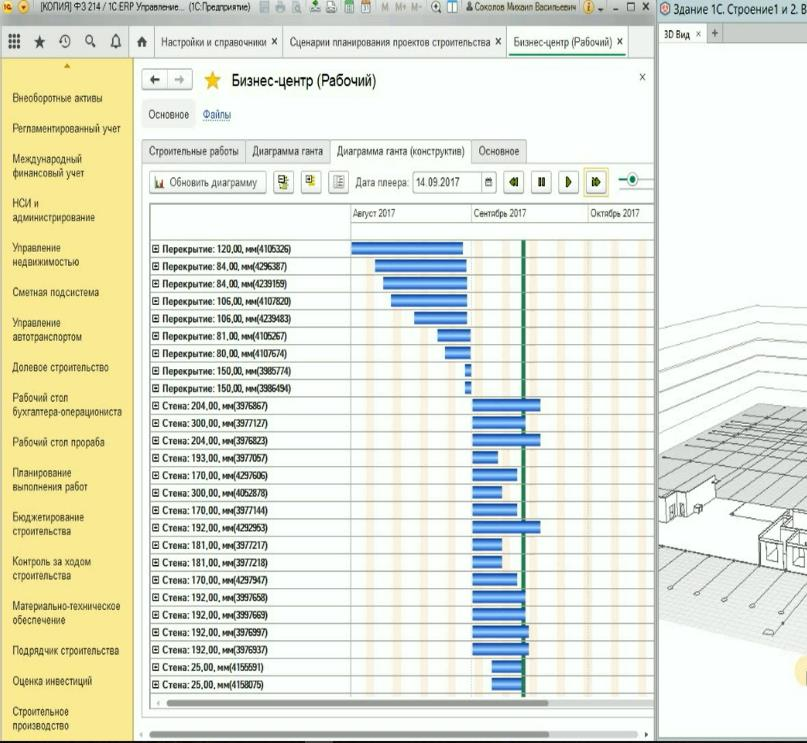 [КОПИЯ] ФЗ 214 / 1С:ERP Управление... (1С:Предприятие)
M M+ M-
Соколов Михаил Васильевич
Здание 1С. Строение1 и 2. В
Настройки и справочники ×
Сценарии планирования проектов строительства ×
Бизнес-центр (Рабочий) ×
3D Вид × +
Бизнес-центр (Рабочий)
Основное
Файлы
Строительные работы
Диаграмма ганта
Диаграмма ганта (конструктив)
Основное
Обновить диаграмму
Дата плеера: 14.09.2017
Август 2017
Сентябрь 2017
Октябрь 2017
Внеоборотные активы
Регламентированный учет
Международный
финансовый учет
НСИ и
администрирование
Управление
недвижимостью
Сметная подсистема
Управление
автотранспортом
Долевое строительство
Рабочий стол
бухгалтера-операциониста
Рабочий стол прораба
Планирование
выполнения работ
Бюджетирование
строительства
Контроль за ходом
строительства
Материально-техническое
обеспечение
Подрядчик строительства
Оценка инвестиций
Строительное
производство
Перекрытие: 120,00, мм(4105326)
Перекрытие: 84,00, мм(4296387)
Перекрытие: 84,00, мм(4239159)
Перекрытие: 106,00, мм(4107820)
Перекрытие: 106,00, мм(4239483)
Перекрытие: 81,00, мм(4105267)
Перекрытие: 80,00, мм(4107674)
Перекрытие: 150,00, мм(3985774)
Перекрытие: 150,00, мм(3986494)
Стена: 204,00, мм(3976867)
Стена: 300,00, мм(3977127)
Стена: 204,00, мм(3976823)
Стена: 193,00, мм(3977057)
Стена: 170,00, мм(4297606)
Стена: 300,00, мм(4052878)
Стена: 170,00, мм(3977144)
Стена: 192,00, мм(4292953)
Стена: 181,00, мм(3977217)
Стена: 181,00, мм(3977218)
Стена: 170,00, мм(4297947)
Стена: 192,00, мм(3997658)
Стена: 192,00, мм(3997669)
Стена: 192,00, мм(3976997)
Стена: 192,00, мм(3976937)
Стена: 25,00, мм(4155591)
Стена: 25,00, мм(4158075)